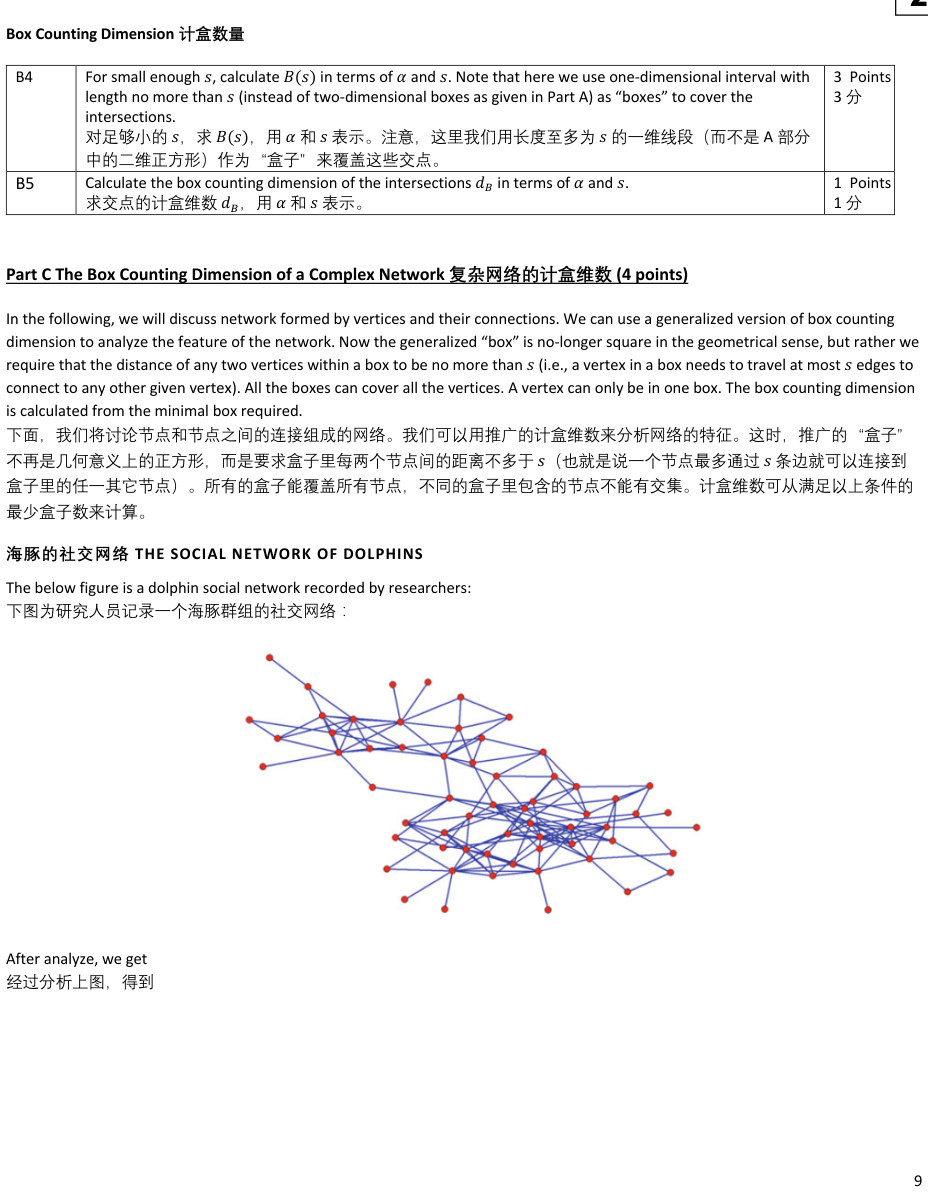 Box Counting Dimension 计盒数量
B4
For small enough s, calculate B(s) in terms of α and s. Note that here we use one-dimensional interval with
length no more than s (instead of two-dimensional boxes as given in Part A) as “boxes” to cover the
intersections.
对足够小的 s，求 B(s)，用 α 和 s 表示。注意，这里我们用长度至多为 s 的一维线段（而不是 A 部分
中的二维正方形）作为“盒子”来覆盖这些交点。
3 Points
3 分
B5
Calculate the box counting dimension of the intersections d_B in terms of α and s.
求交点的计盒维数 d_B，用 α 和 s 表示。
1 Points
1 分
Part C The Box Counting Dimension of a Complex Network 复杂网络的计盒维数 (4 points)
In the following, we will discuss network formed by vertices and their connections. We can use a generalized version of box counting
dimension to analyze the feature of the network. Now the generalized “box” is no-longer square in the geometrical sense, but rather we
require that the distance of any two vertices within a box to be no more than s (i.e., a vertex in a box needs to travel at most s edges to
connect to any other given vertex). All the boxes can cover all the vertices. A vertex can only be in one box. The box counting dimension
is calculated from the minimal box required.
下面，我们将讨论节点和节点之间的连接组成的网络。我们可以用推广的计盒维数来分析网络的特征。这时，推广的“盒子”
不再是几何意义上的正方形，而是要求盒子里每两个节点间的距离不多于 s（也就是说一个节点最多通过 s 条边就可以连接到
盒子里的任一其它节点）。所有的盒子能覆盖所有节点，不同的盒子里包含的节点不能有交集。计盒维数可从满足以上条件的
最少盒子数来计算。
海豚的社交网络 THE SOCIAL NETWORK OF DOLPHINS
The below figure is a dolphin social network recorded by researchers:
下图为研究人员记录一个海豚群组的社交网络：
After analyze, we get
经过分析上图，得到
9